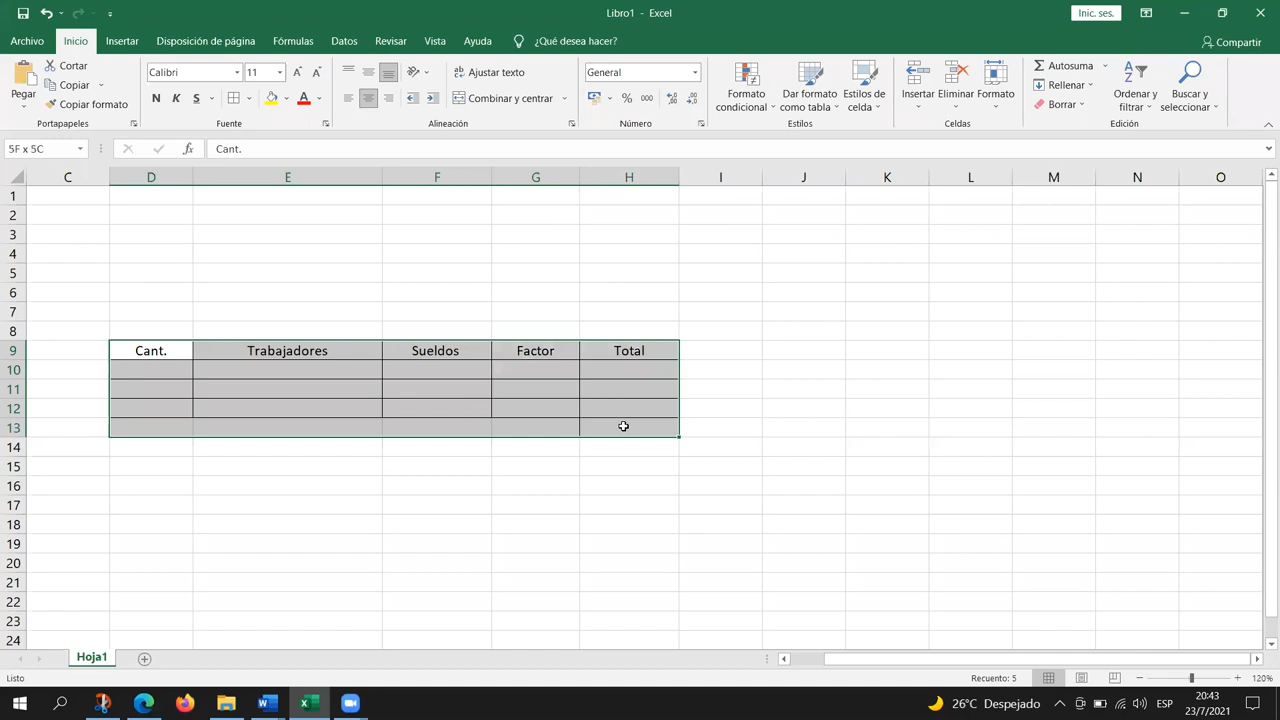 Libro1 - Excel
Inic. ses.
Archivo Inicio Insertar Disposición de página Fórmulas Datos Revisar Vista Ayuda ¿Qué desea hacer? Compartir
Pegar
Cortar
Copiar
Copiar formato
Portapapeles
Calibri 11
N K S
Fuente
Ajustar texto
Combinar y centrar
Alineación
General
% 000
Número
Formato condicional
Dar formato como tabla
Estilos de celda
Estilos
Insertar Eliminar Formato
Celdas
Autosuma
Rellenar
Borrar
Ordenar y filtrar
Buscar y seleccionar
Edición
5F x 5C fx Cant.
C D E F G H I J K L M N O
1
2
3
4
5
6
7
8
9 Cant. Trabajadores Sueldos Factor Total
10
11
12
13
14
15
16
17
18
19
20
21
22
23
24
Hoja1
Listo Recuento: 5 120%
26°C Despejado ESP 20:43
23/7/2021